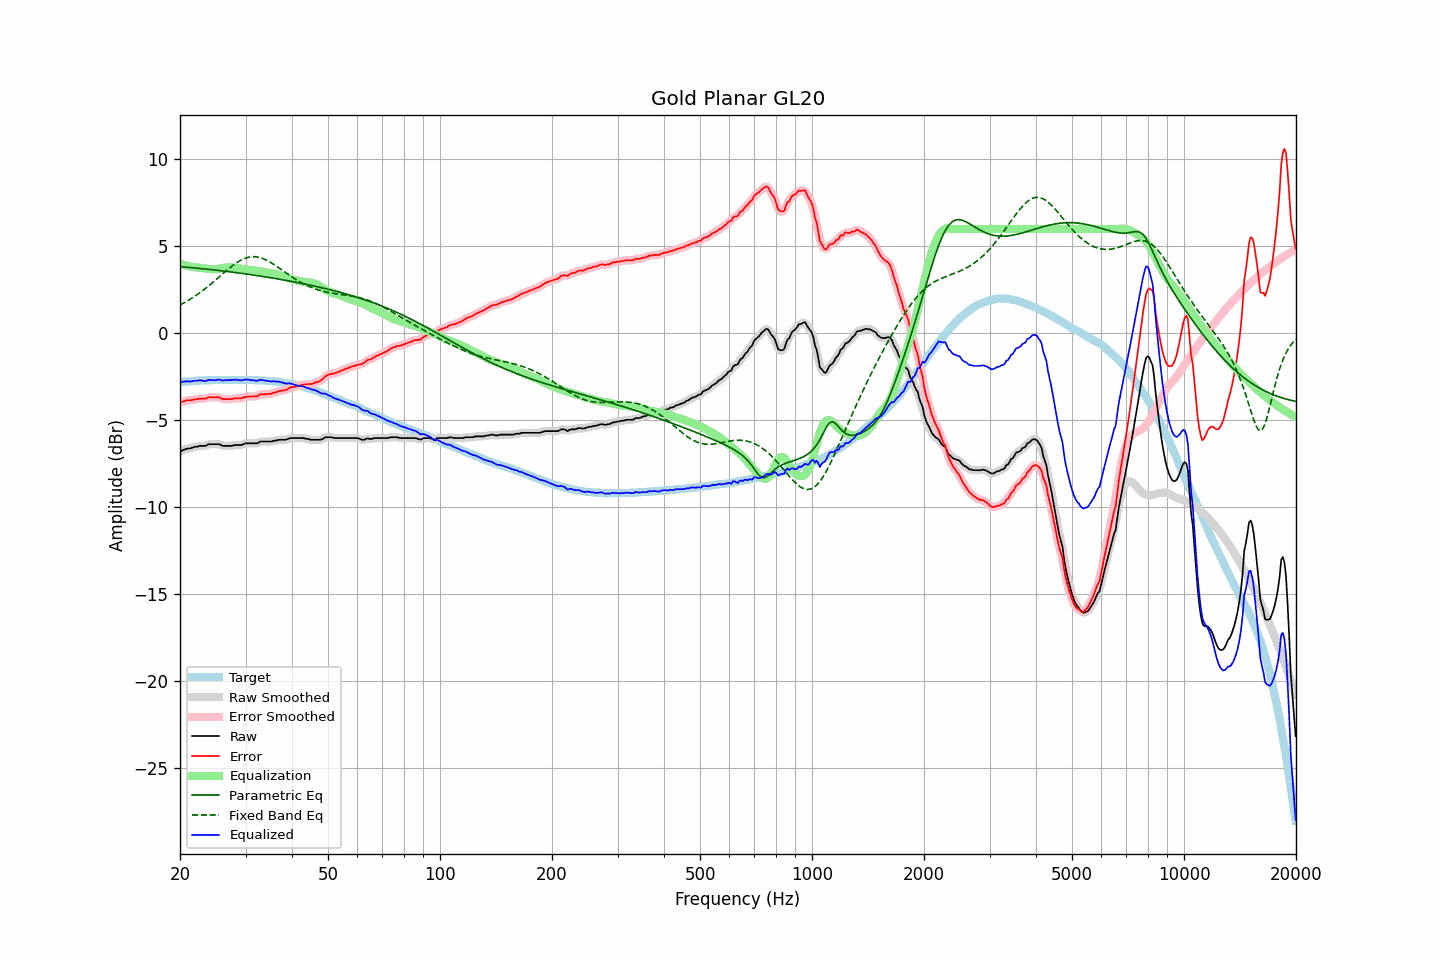 Gold Planar GL20
Amplitude (dBr)
10
5
0
−5
−10
−15
−20
−25
Target
Raw Smoothed
Error Smoothed
Raw
Error
Equalization
Parametric Eq
Fixed Band Eq
Equalized
20 50 100 200 500 1000 2000 5000 10000 20000
Frequency (Hz)